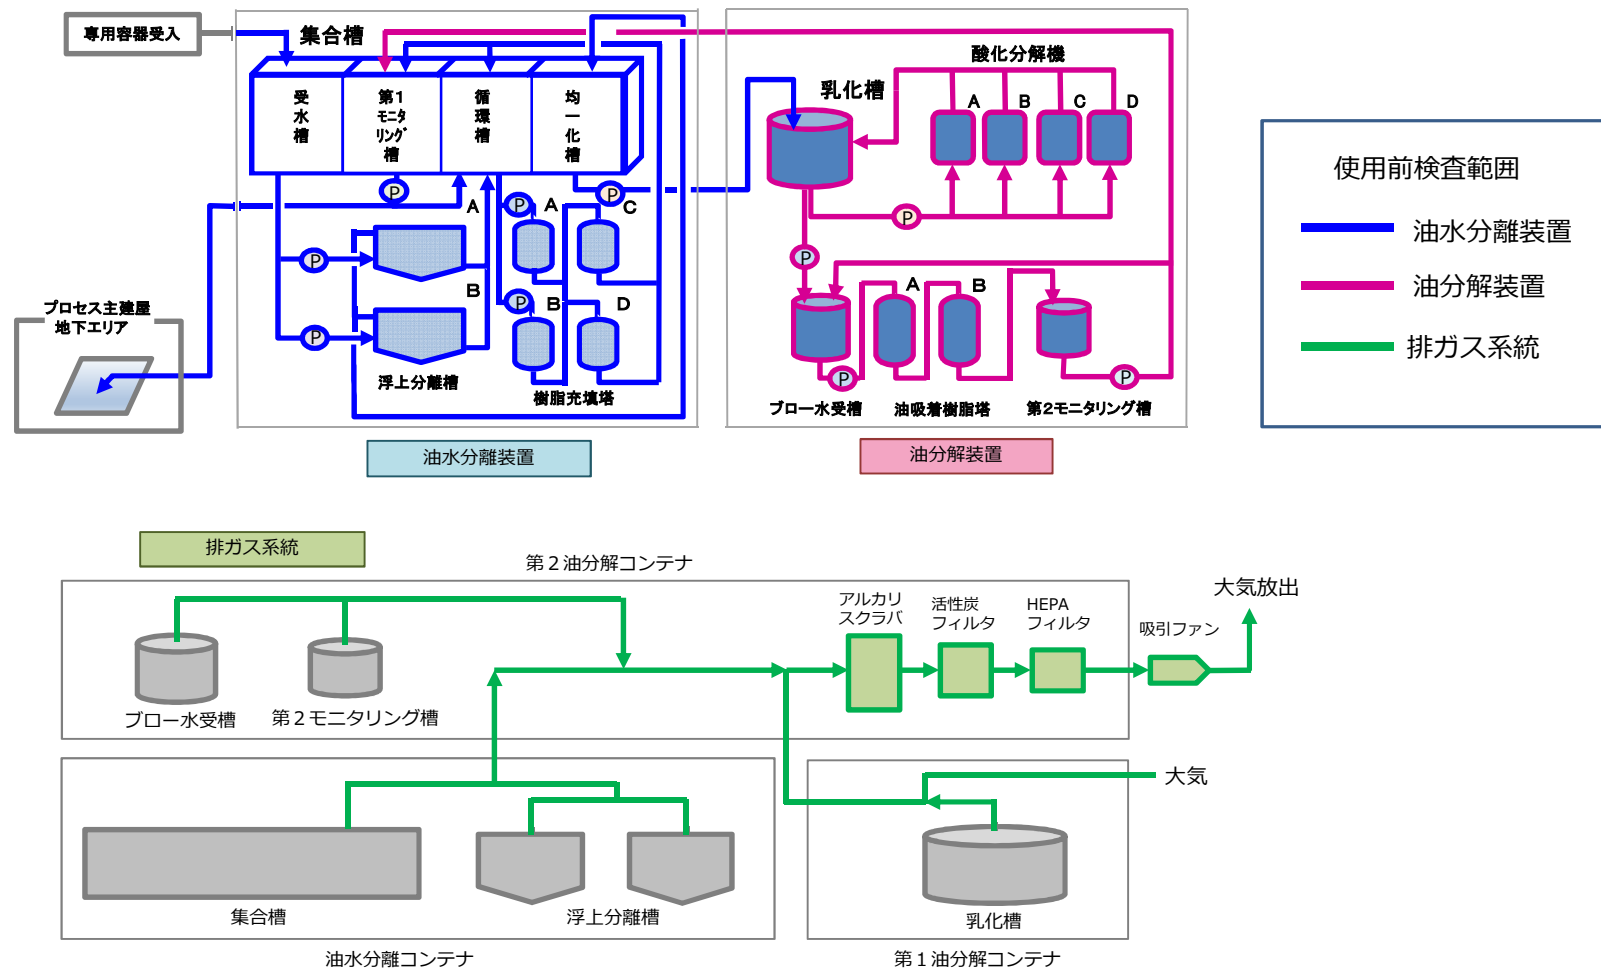 専用容器受入
集合槽
受水槽
第1モニタリング槽
循環槽
均一化槽
P
P
P
P
P
P
A
B
A
B
C
D
浮上分離槽
樹脂充填塔
プロセス主建屋
地下エリア
油水分離装置
乳化槽
酸化分解機
A
B
C
D
P
P
P
P
A
B
ブロー水受槽
油吸着樹脂塔
第2モニタリング槽
油分解装置
使用前検査範囲
油水分離装置
油分解装置
排ガス系統
排ガス系統
第2油分解コンテナ
アルカリ
スクラバ
活性炭
フィルタ
HEPA
フィルタ
吸引ファン
大気放出
ブロー水受槽
第2モニタリング槽
大気
集合槽
浮上分離槽
乳化槽
油水分離コンテナ
第1油分解コンテナ